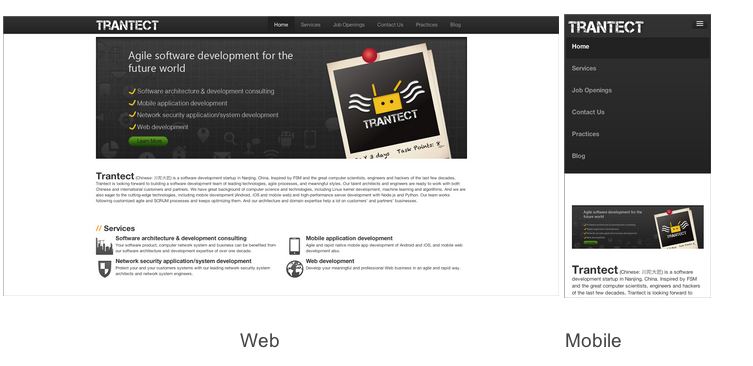 TRANTECT
Home Services Job Openings Contact Us Practices Blog
Agile software development for the
future world
Software architecture & development consulting
Mobile application development
Network security application/system development
Web development
Learn More
TRANTECT
3 days Task Points: 8
Trantect (Chinese: 川陀大匠) is a software development startup in Nanjing, China. Inspired by FSM and the great computer scientists, engineers and hackers of the last few decades,
Trantect is looking forward to building a software development team of leading technologies, agile processes, and meaningful styles. Our talent architects and engineers are ready to work with both
Chinese and international customers and partners. We have great background of computer science and technologies, including Linux kernel development, machine learning and algorithms. And we are
also eager to the cutting-edge technologies, including mobile development (Android, iOS and mobile web) and high-performance server development with Node.js and Python. Our team works
following customized agile and SCRUM processes and keeps optimizing them. And our architecture and domain expertise help a lot on customers' and partners' businesses.
// Services
Software architecture & development consulting
Your software product, computer network system and business can be benefited from
our software architecture and development expertise of over one decade.
Mobile application development
Agile and rapid native mobile app development of Android and iOS, and mobile web
development also.
Network security application/system development
Protect your and your customers systems with our leading network security system
architects and network system engineers.
Web development
Develop your meaningful and professional Web business in an agile and rapid way.
TRANTECT
Home
Services
Job Openings
Contact Us
Practices
Blog
Agile software development for the
future world
Trantect (Chinese: 川陀大匠) is a software
development startup in Nanjing, China. Inspired by FSM
and the great computer scientists, engineers and hackers
of the last few decades, Trantect is looking forward to
Web
Mobile